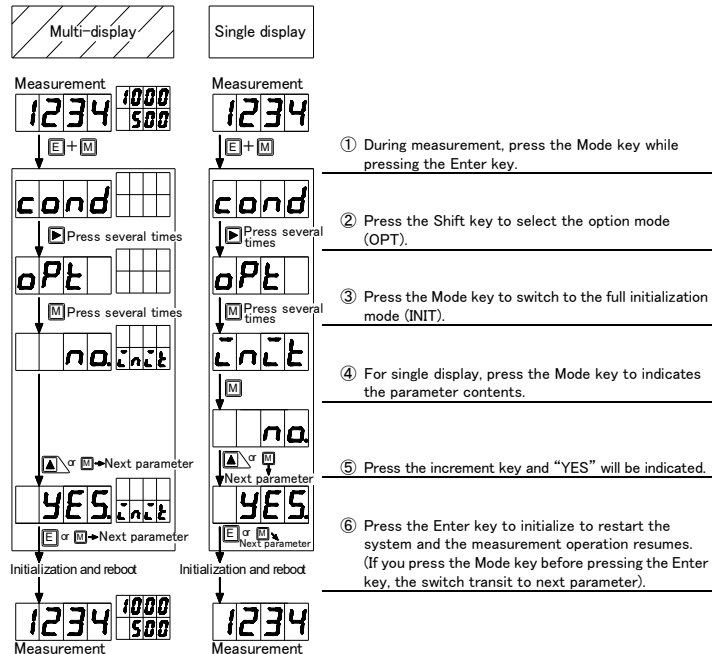 Multi-display
Single display
Measurement
1234 1000
500
Measurement
1234
E + M
E + M
① During measurement, press the Mode key while
pressing the Enter key.
cond
cond
▶ Press several times
▶ Press several
times
② Press the Shift key to select the option mode
(OPT).
oPt
oPt
M Press several times
M Press several
times
③ Press the Mode key to switch to the full initialization
mode (INIT).
no. init
init
M
④ For single display, press the Mode key to indicates
the parameter contents.
no.
▲ or M →Next parameter
▲ or M
Next parameter
⑤ Press the increment key and “YES” will be indicated.
YES. init
YES.
E or M →Next parameter
E or M
Next parameter
⑥ Press the Enter key to initialize to restart the
system and the measurement operation resumes.
(If you press the Mode key before pressing the Enter
key, the switch transit to next parameter).
Initialization and reboot
Initialization and reboot
1234 1000
500
Measurement
1234
Measurement